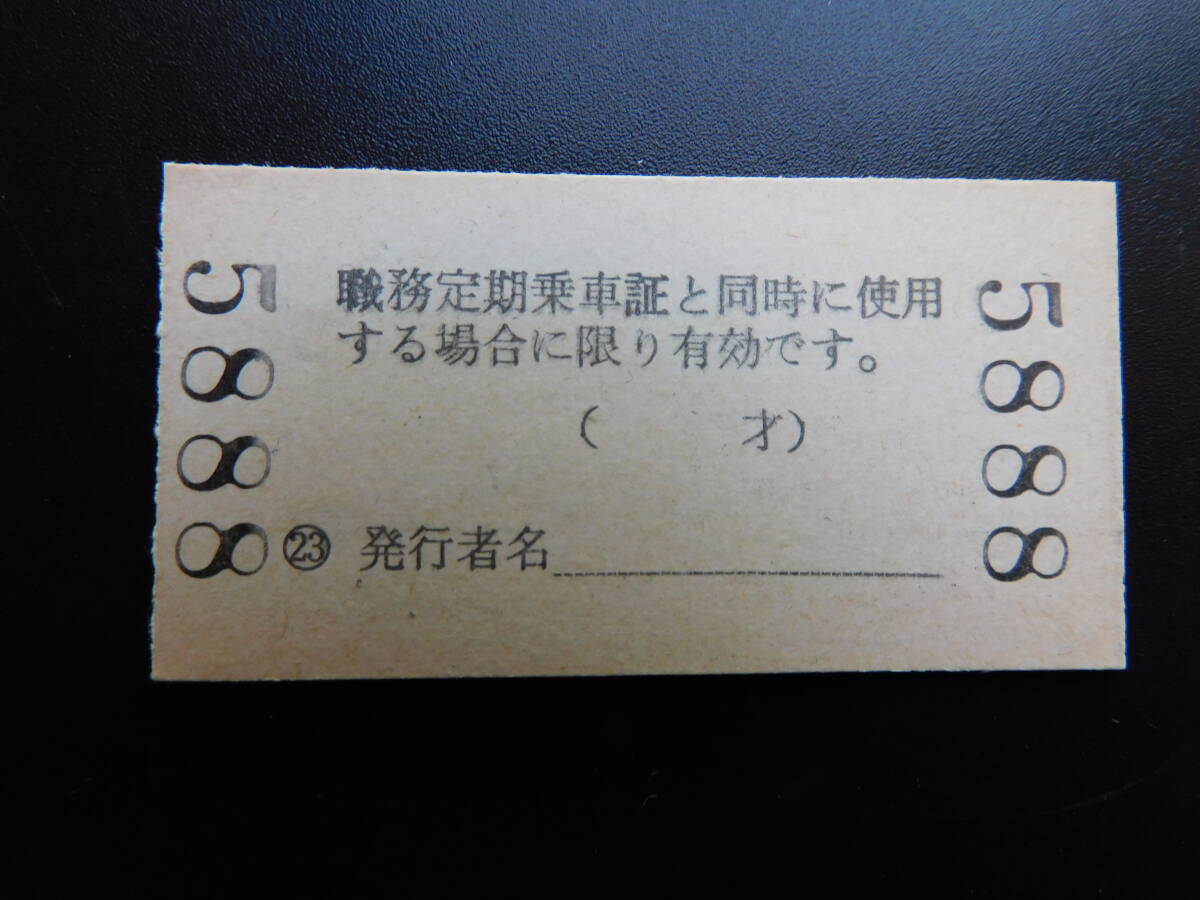 職務定期乗車証と同時に使用
する場合に限り有効です。
( 才)
㉓ 発行者名
5888
5888